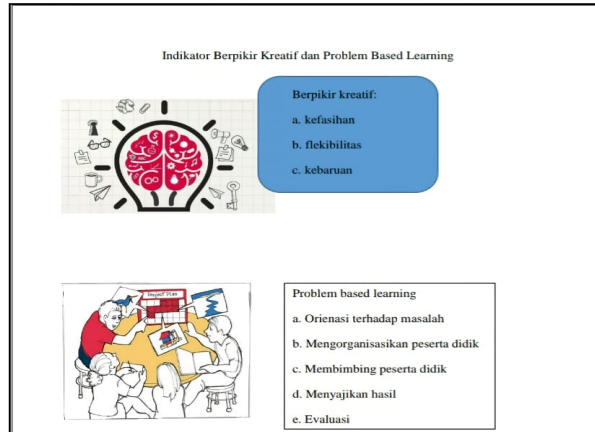 Indikator Berpikir Kreatif dan Problem Based Learning
Berpikir kreatif:
a. kefasihan
b. flekibilitas
c. kebaruan
Project Plan
Problem based learning
a. Orienasi terhadap masalah
b. Mengorganisasikan peserta didik
c. Membimbing peserta didik
d. Menyajikan hasil
e. Evaluasi